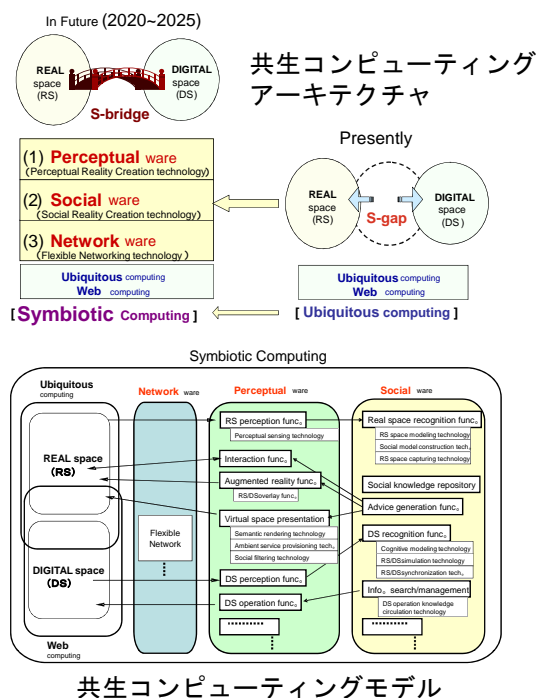 In Future (2020~2025)
REAL
space
(RS)
DIGITAL
space
(DS)
S-bridge
共生コンピューティング
アーキテクチャ
Presently
(1) Perceptual ware
(Perceptual Reality Creation technology)
(2) Social ware
(Social Reality Creation technology)
(3) Network ware
(Flexible Networking technology )
REAL
space
(RS)
S-gap
DIGITAL
space
(DS)
Ubiquitous computing
Web computing
Ubiquitous computing
Web computing
[Symbiotic Computing ]
[ Ubiquitous computing ]
Symbiotic Computing
Ubiquitous
computing
REAL space
(RS)
DIGITAL space
(DS)
Web
computing
Network ware
Flexible
Network
Perceptual ware
RS perception func。
Perceptual sensing technology
Interaction func。
Augmented reality func。
RS/DSoverlay func。
Virtual space presentation
Semantic rendering technology
Ambient service provisioning tech。
Social filtering technology
DS perception func。
DS operation func。
Social ware
Real space recognition func。
RS space modeling technology
Social model construction tech。
RS space capturing technology
Social knowledge repository
Advice generation func。
DS recognition func。
Cognitive modeling technology
RS/DSsimulation technology
RS/DSsynchronization tech。
Info。search/management
DS operation knowledge
circulation technology
共生コンピューティングモデル